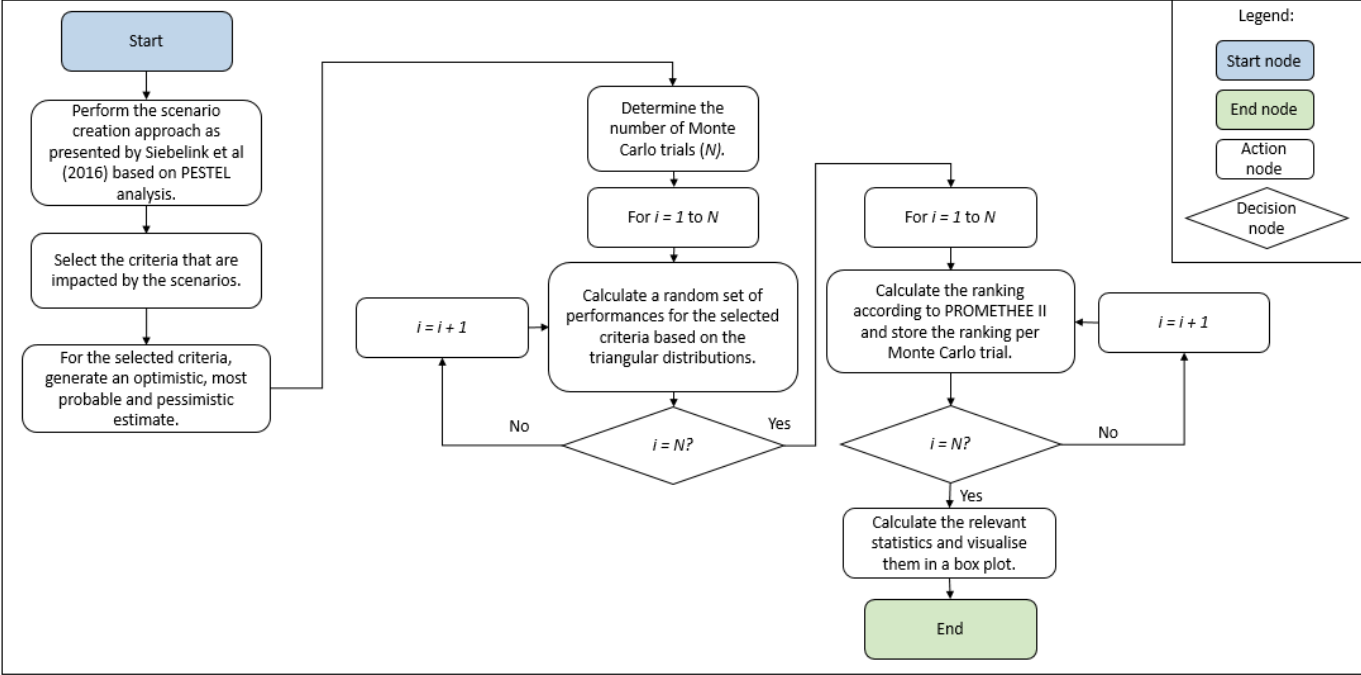 Start
Perform the scenario
creation approach as
presented by Siebelink et al
(2016) based on PESTEL
analysis.
Select the criteria that are
impacted by the scenarios.
For the selected criteria,
generate an optimistic, most
probable and pessimistic
estimate.
Determine the
number of Monte
Carlo trials (N).
For i = 1 to N
Calculate a random set of
performances for the selected
criteria based on the
triangular distributions.
i = i + 1
No
i = N?
Yes
For i = 1 to N
Calculate the ranking
according to PROMETHEE II
and store the ranking per
Monte Carlo trial.
i = i + 1
i = N?
No
Yes
Calculate the relevant
statistics and visualise
them in a box plot.
End
Legend:
Start node
End node
Action
node
Decision
node